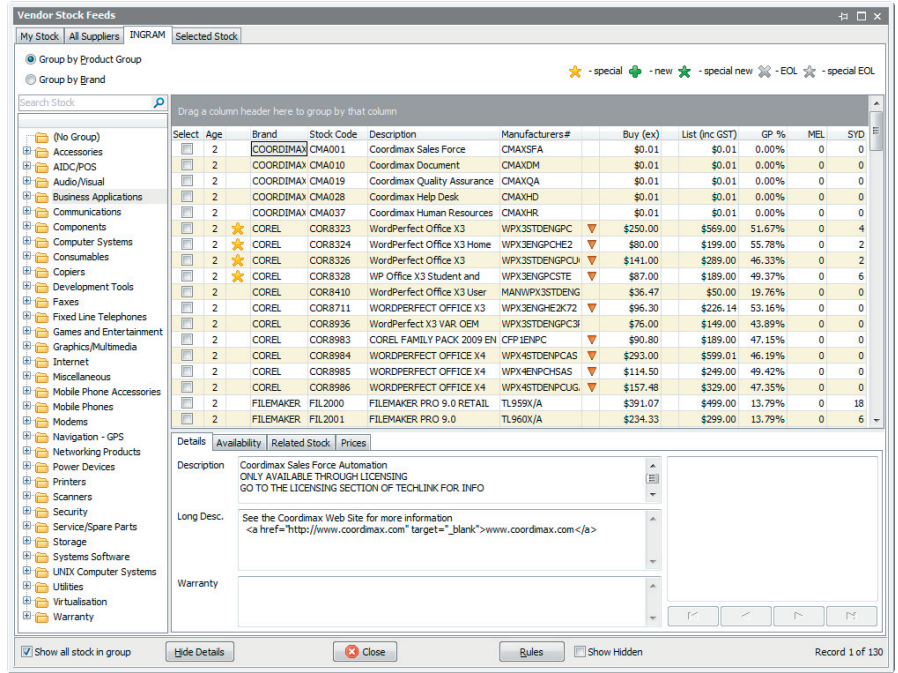 Vendor Stock Feeds
My Stock All Suppliers INGRAM Selected Stock
Group by Product Group
Group by Brand
- special - new - special new - EOL - special EOL
Search Stock
Drag a column header here to group by that column
Select Age Brand Stock Code Description Manufacturers# Buy (ex) List (inc GST) GP % MEL SYD
(No Group)
Accessories
AIDC/POS
Audio/Visual
Business Applications
Communications
Components
Computer Systems
Consumables
Copiers
Development Tools
Faxes
Fixed Line Telephones
Games and Entertainment
Graphics/Multimedia
Internet
Miscellaneous
Mobile Phone Accessories
Mobile Phones
Modems
Navigation - GPS
Networking Products
Power Devices
Printers
Scanners
Security
Service/Spare Parts
Storage
Systems Software
UNIX Computer Systems
Utilities
Virtualisation
Warranty
2 COORDIMAX CMA001 Coordimax Sales Force CMAXSFA $0.01 $0.01 0.00% 0 0
2 COORDIMAX CMA010 Coordimax Document CMAXDM $0.01 $0.01 0.00% 0 0
2 COORDIMAX CMA019 Coordimax Quality Assurance CMAXQA $0.01 $0.01 0.00% 0 0
2 COORDIMAX CMA028 Coordimax Help Desk CMAXHD $0.01 $0.01 0.00% 0 0
2 COORDIMAX CMA037 Coordimax Human Resources CMAXHR $0.01 $0.01 0.00% 0 0
2 COREL COR8323 WordPerfect Office X3 WPX3STDENGPC $250.00 $569.00 51.67% 0 4
2 COREL COR8324 WordPerfect Office X3 Home WPX3ENGPCHE2 $80.00 $199.00 55.78% 0 2
2 COREL COR8326 WordPerfect Office X3 WPX3STDENGPCU $141.00 $289.00 46.33% 0 2
2 COREL COR8328 WP Office X3 Student and WPX3ENGPCSTE $87.00 $189.00 49.37% 0 6
2 COREL COR8410 WordPerfect Office X3 User MANWPX3STDENG $36.47 $50.00 19.76% 0 0
2 COREL COR8711 WORDPERFECT OFFICE X3 WPX3ENGHE2K72 $96.30 $226.14 53.16% 0 0
2 COREL COR8936 WordPerfect X3 VAR OEM WPX3STDENGPC3P $76.00 $149.00 43.89% 0 0
2 COREL COR8983 COREL FAMILY PACK 2009 EN CFP1ENPC $90.80 $189.00 47.15% 0 0
2 COREL COR8984 WORDPERFECT OFFICE X4 WPX4STDENPCAS $293.00 $599.01 46.19% 0 0
2 COREL COR8985 WORDPERFECT OFFICE X4 WPX4ENPCHSAS $114.50 $249.00 49.42% 0 0
2 COREL COR8986 WORDPERFECT OFFICE X4 WPX4STDENPCUG. $157.48 $329.00 47.35% 0 0
2 FILEMAKER FIL2000 FILEMAKER PRO 9.0 RETAIL TL959X/A $391.07 $499.00 13.79% 0 18
2 FILEMAKER FIL2001 FILEMAKER PRO 9.0 TL960X/A $234.33 $299.00 13.79% 0 6
Details Availability Related Stock Prices
Description Coordimax Sales Force Automation
ONLY AVAILABLE THROUGH LICENSING
GO TO THE LICENSING SECTION OF TECHLINK FOR INFO
Long Desc. See the Coordimax Web Site for more information
<a href="http://www.coordimax.com" target="_blank">www.coordimax.com</a>
Warranty
Show all stock in group Hide Details Close Rules Show Hidden Record 1 of 130